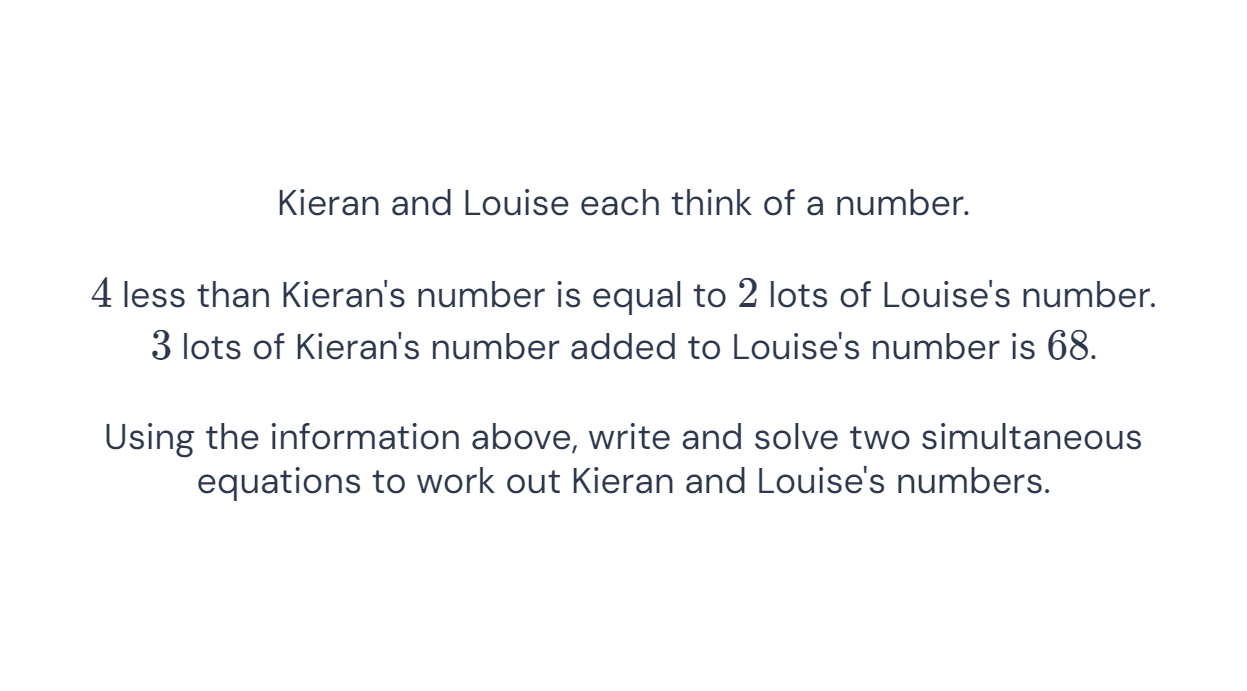 Kieran and Louise each think of a number.
4 less than Kieran's number is equal to 2 lots of Louise's number.
3 lots of Kieran's number added to Louise's number is 68.
Using the information above, write and solve two simultaneous
equations to work out Kieran and Louise's numbers.